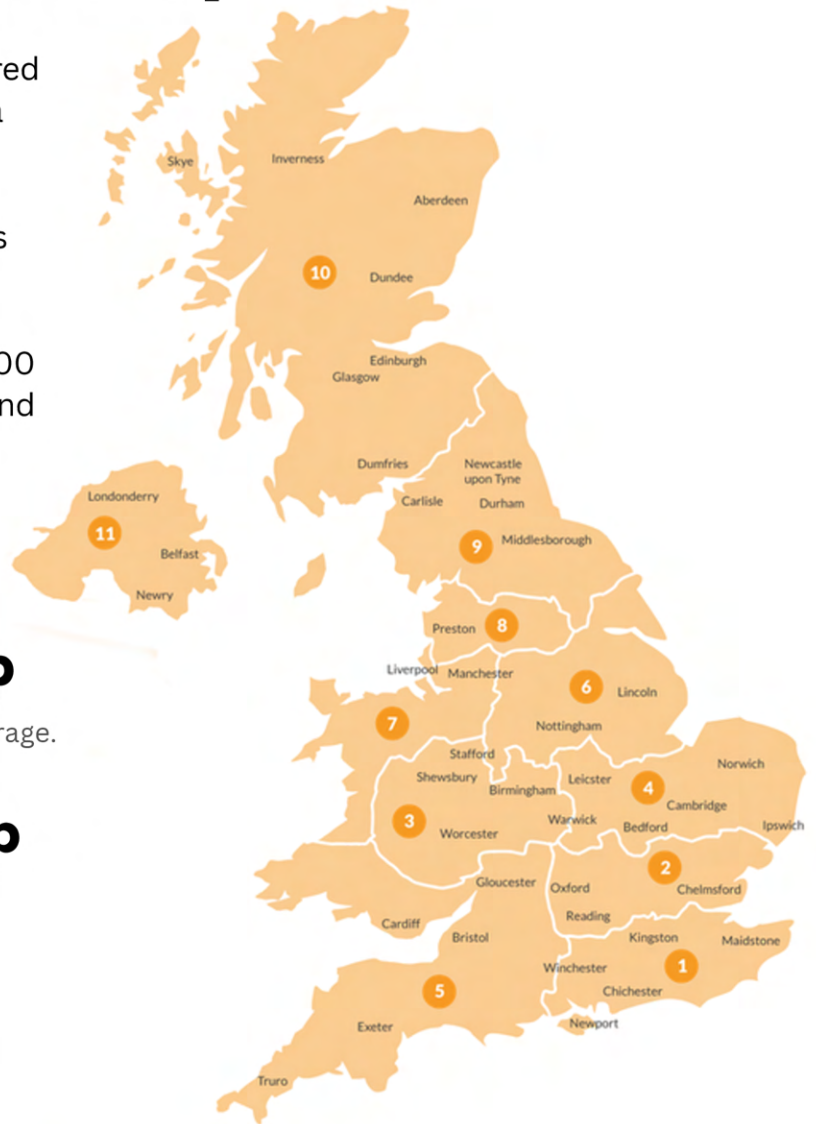 red
s
00
nd
p
rage.
p
Skye
Inverness
Aberdeen
10
Dundee
Edinburgh
Glasgow
Dumfries
Newcastle
upon Tyne
Carlisle
Durham
9
Middlesborough
Londonderry
11
Belfast
Newry
Preston
8
Liverpool
Manchester
6
Lincoln
7
Nottingham
Stafford
Shewsbury
Birmingham
Leicster
4
Norwich
Cambridge
3
Worcester
Warwick
Bedford
Ipswich
2
Gloucester
Oxford
Chelmsford
Reading
Cardiff
Bristol
Kingston
Maidstone
Winchester
1
Chichester
5
Newport
Exeter
Truro